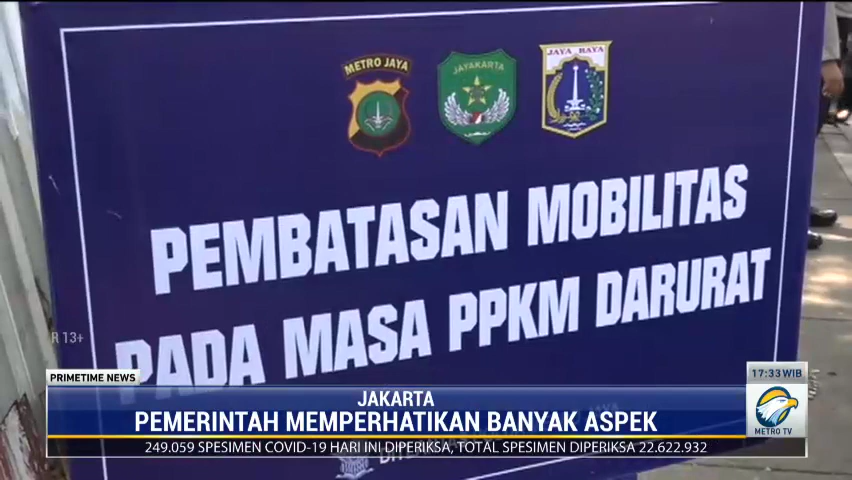 METRO JAYA
JAYAKARTA
JAYA RAYA
PEMBATASAN MOBILITAS
PADA MASA PPKM DARURAT
R 13+
PRIMETIME NEWS
17:33 WIB
JAKARTA
PEMERINTAH MEMPERHATIKAN BANYAK ASPEK
METRO TV
249.059 SPESIMEN COVID-19 HARI INI DIPERIKSA, TOTAL SPESIMEN DIPERIKSA 22.622.932